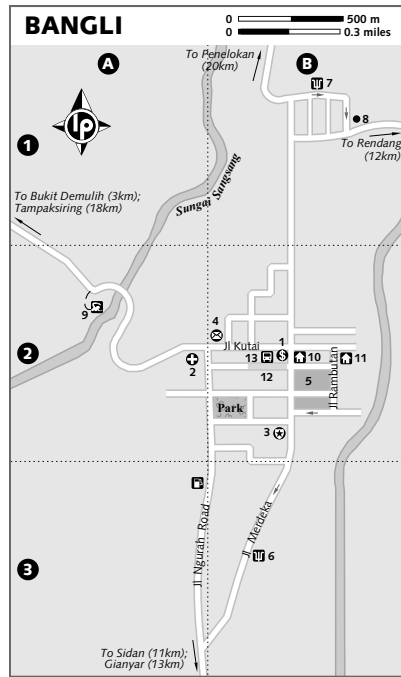 BANGLI
0 500 m
0 0.3 miles
A
B
To Penelokan
(20km)
7
8
lp
1
To Rendang
(12km)
To Bukit Demulih (3km);
Tampaksiring (18km)
Sungai Sangsang
9
4
Jl Kutai
1
2
2
13
$
10
11
12
5
Jl Rambutan
Park
3
Jl Ngurah Road
Jl Merdeka
3
6
To Sidan (11km);
Gianyar (13km)